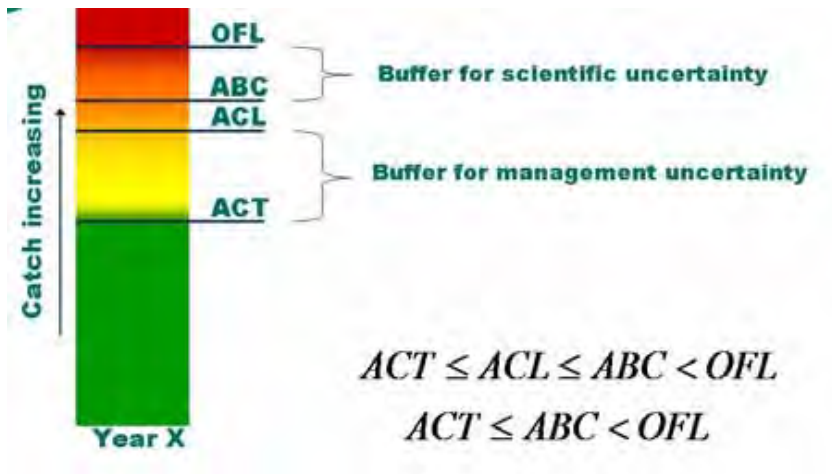 OFL
Buffer for scientific uncertainty
ABC
ACL
Buffer for management uncertainty
ACT
Catch increasing
ACT ≤ ACL ≤ ABC < OFL
ACT ≤ ABC < OFL
Year X